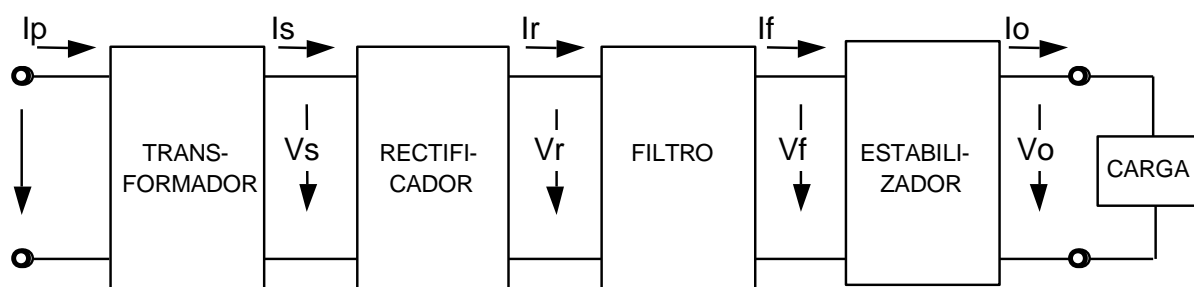 Ip
Is
Ir
If
Io
TRANS-
FORMADOR
Vs
RECTIFI-
CADOR
Vr
FILTRO
Vf
ESTABILI-
ZADOR
Vo
CARGA